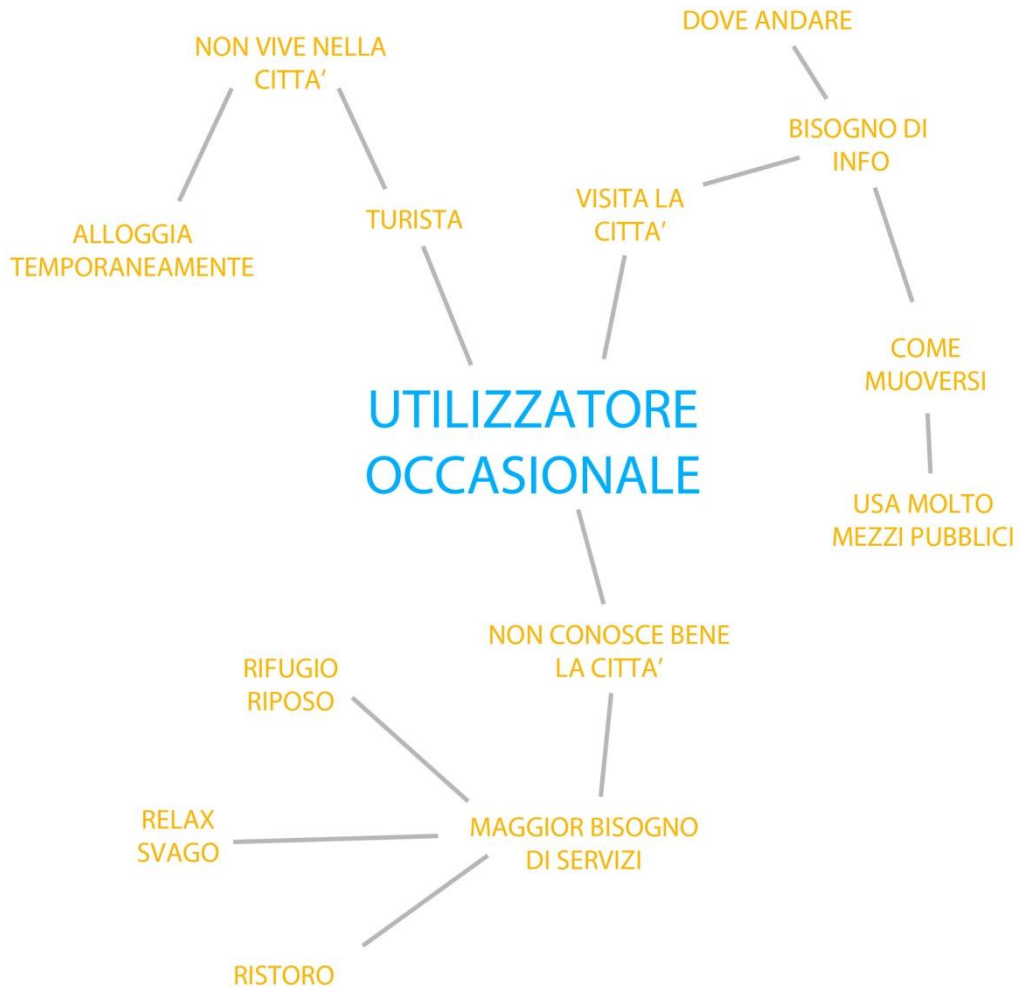 DOVE ANDARE
NON VIVE NELLA
CITTA'
BISOGNO DI
INFO
VISITA LA
CITTA'
TURISTA
ALLOGGIA
TEMPORANEAMENTE
COME
MUOVERSI
UTILIZZATORE
OCCASIONALE
USA MOLTO
MEZZI PUBBLICI
NON CONOSCE BENE
LA CITTA'
RIFUGIO
RIPOSO
RELAX
SVAGO
MAGGIOR BISOGNO
DI SERVIZI
RISTORO